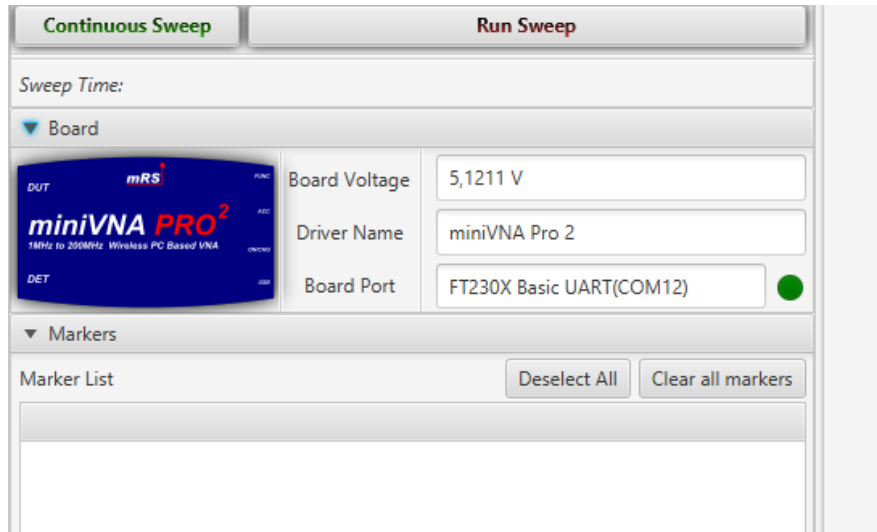 Continuous Sweep
Run Sweep
Sweep Time:
Board
DUT
mRS
FUNC
miniVNA PRO2
1MHz to 200MHz Wireless PC Based VNA
DET
USB
Board Voltage
5,1211 V
Driver Name
miniVNA Pro 2
Board Port
FT230X Basic UART(COM12)
Markers
Marker List
Deselect All
Clear all markers